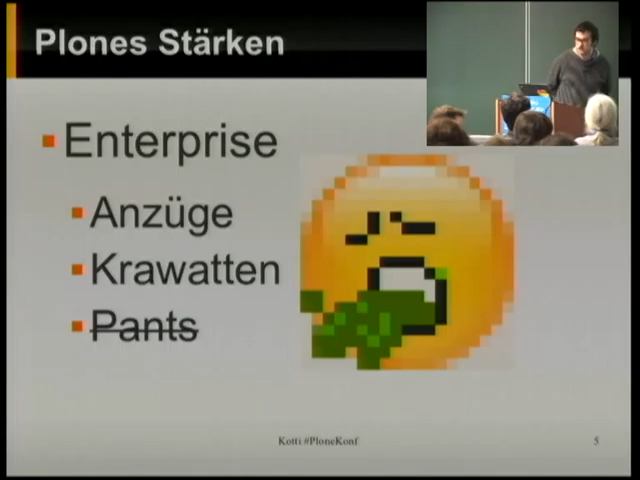 Plones Stärken
Enterprise
Anzüge
Krawatten
Pants
Kotti #PloneKonf
5